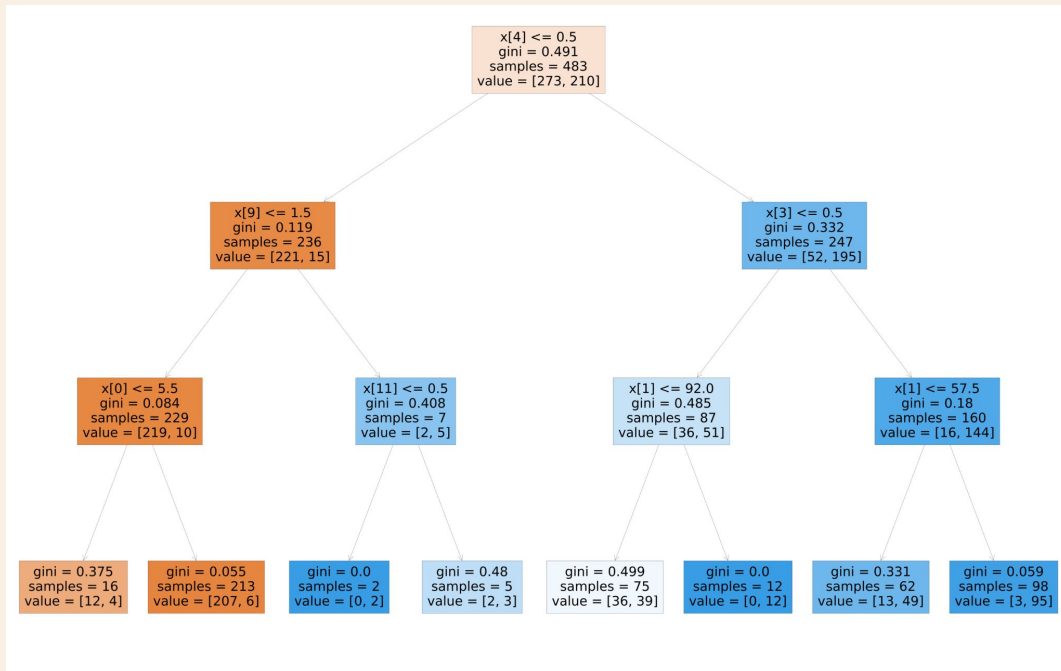 x[4] <= 0.5
gini = 0.491
samples = 483
value = [273, 210]
x[9] <= 1.5
gini = 0.119
samples = 236
value = [221, 15]
x[3] <= 0.5
gini = 0.332
samples = 247
value = [52, 195]
x[0] <= 5.5
gini = 0.084
samples = 229
value = [219, 10]
x[11] <= 0.5
gini = 0.408
samples = 7
value = [2, 5]
x[1] <= 92.0
gini = 0.485
samples = 87
value = [36, 51]
x[1] <= 57.5
gini = 0.18
samples = 160
value = [16, 144]
gini = 0.375
samples = 16
value = [12, 4]
gini = 0.055
samples = 213
value = [207, 6]
gini = 0.0
samples = 2
value = [0, 2]
gini = 0.48
samples = 5
value = [2, 3]
gini = 0.499
samples = 75
value = [36, 39]
gini = 0.0
samples = 12
value = [0, 12]
gini = 0.331
samples = 62
value = [13, 49]
gini = 0.059
samples = 98
value = [3, 95]